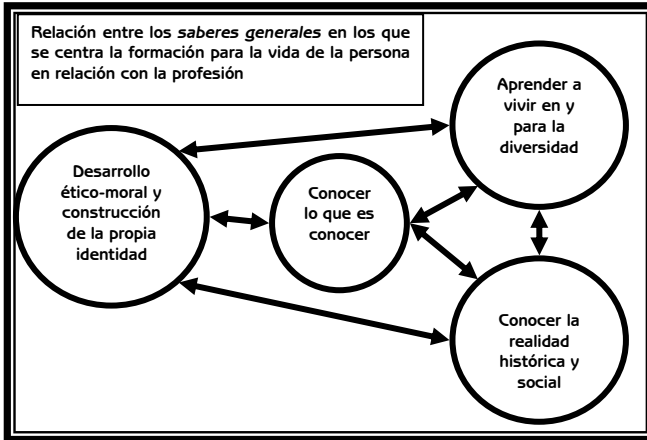 Relación entre los saberes generales en los que
se centra la formación para la vida de la persona
en relación con la profesión
Aprender a
vivir en y
para la
diversidad
Desarrollo
ético-moral y
construcción
de la propia
identidad
Conocer
lo que es
conocer
Conocer la
realidad
histórica y
social